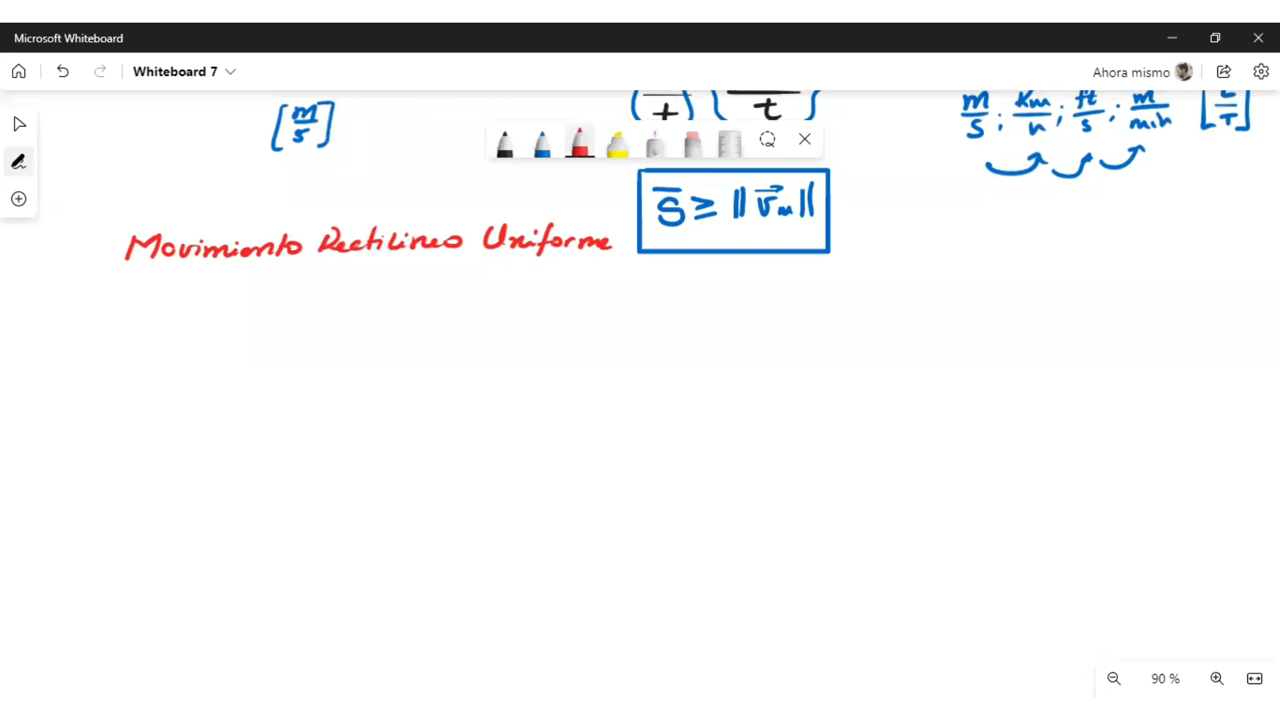 Microsoft Whiteboard
Whiteboard 7
Ahora mismo
[m/s]
t t
m/s ; Km/h ; ft/s ; m/min [L/T]
S̅ ≥ ‖v⃗m‖
Movimiento Rectilineo Uniforme
90 %